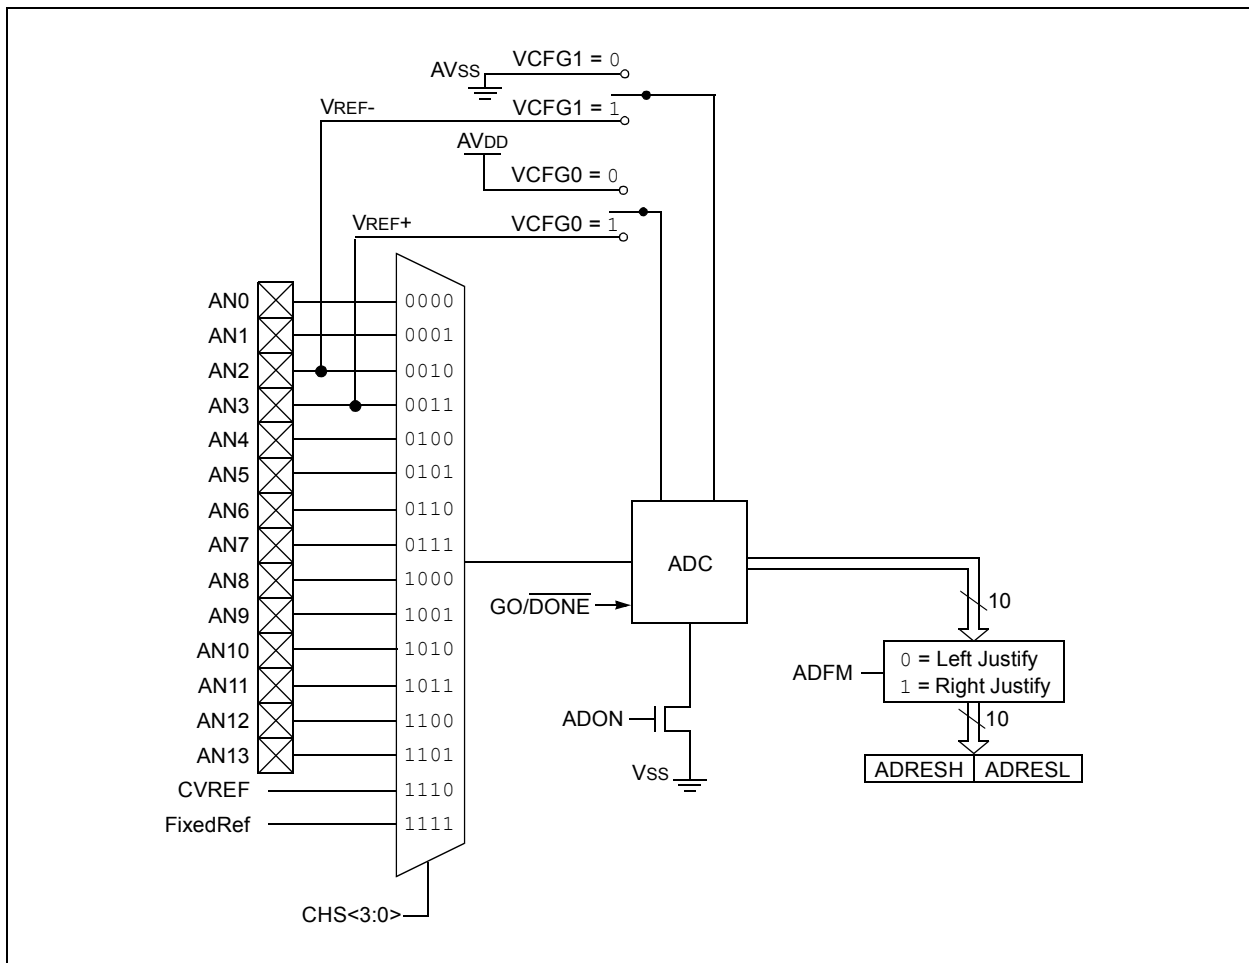 AVSS
VCFG1 = 0
VREF-
VCFG1 = 1
AVDD
VCFG0 = 0
VREF+
VCFG0 = 1
AN0 0000
AN1 0001
AN2 0010
AN3 0011
AN4 0100
AN5 0101
AN6 0110
AN7 0111
AN8 1000
AN9 1001
AN10 1010
AN11 1011
AN12 1100
AN13 1101
CVREF 1110
FixedRef 1111
CHS<3:0>
ADC
GO/DONE
ADON
VSS
10
ADFM
0 = Left Justify
1 = Right Justify
10
ADRESH ADRESL